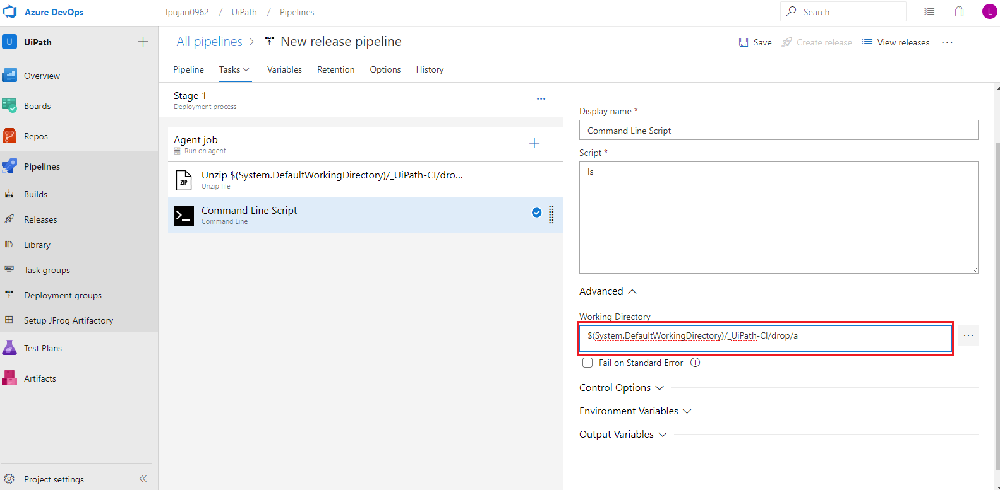 Azure DevOps
lpujari0962 / UiPath / Pipelines
Search
L
U UiPath
Overview
Boards
Repos
Pipelines
Builds
Releases
Library
Task groups
Deployment groups
Setup JFrog Artifactory
Test Plans
Artifacts
Project settings
All pipelines > New release pipeline
Save
Create release
View releases
...
Pipeline Tasks Variables Retention Options History
Stage 1
Deployment process
...
Agent job
Run on agent
ZIP
Unzip $(System.DefaultWorkingDirectory)/_UiPath-CI/dro...
Unzip file
Command Line Script
Command Line
Display name *
Command Line Script
Script *
ls
Advanced
Working Directory
$(System.DefaultWorkingDirectory)/_UiPath-CI/drop/a
...
Fail on Standard Error
Control Options
Environment Variables
Output Variables